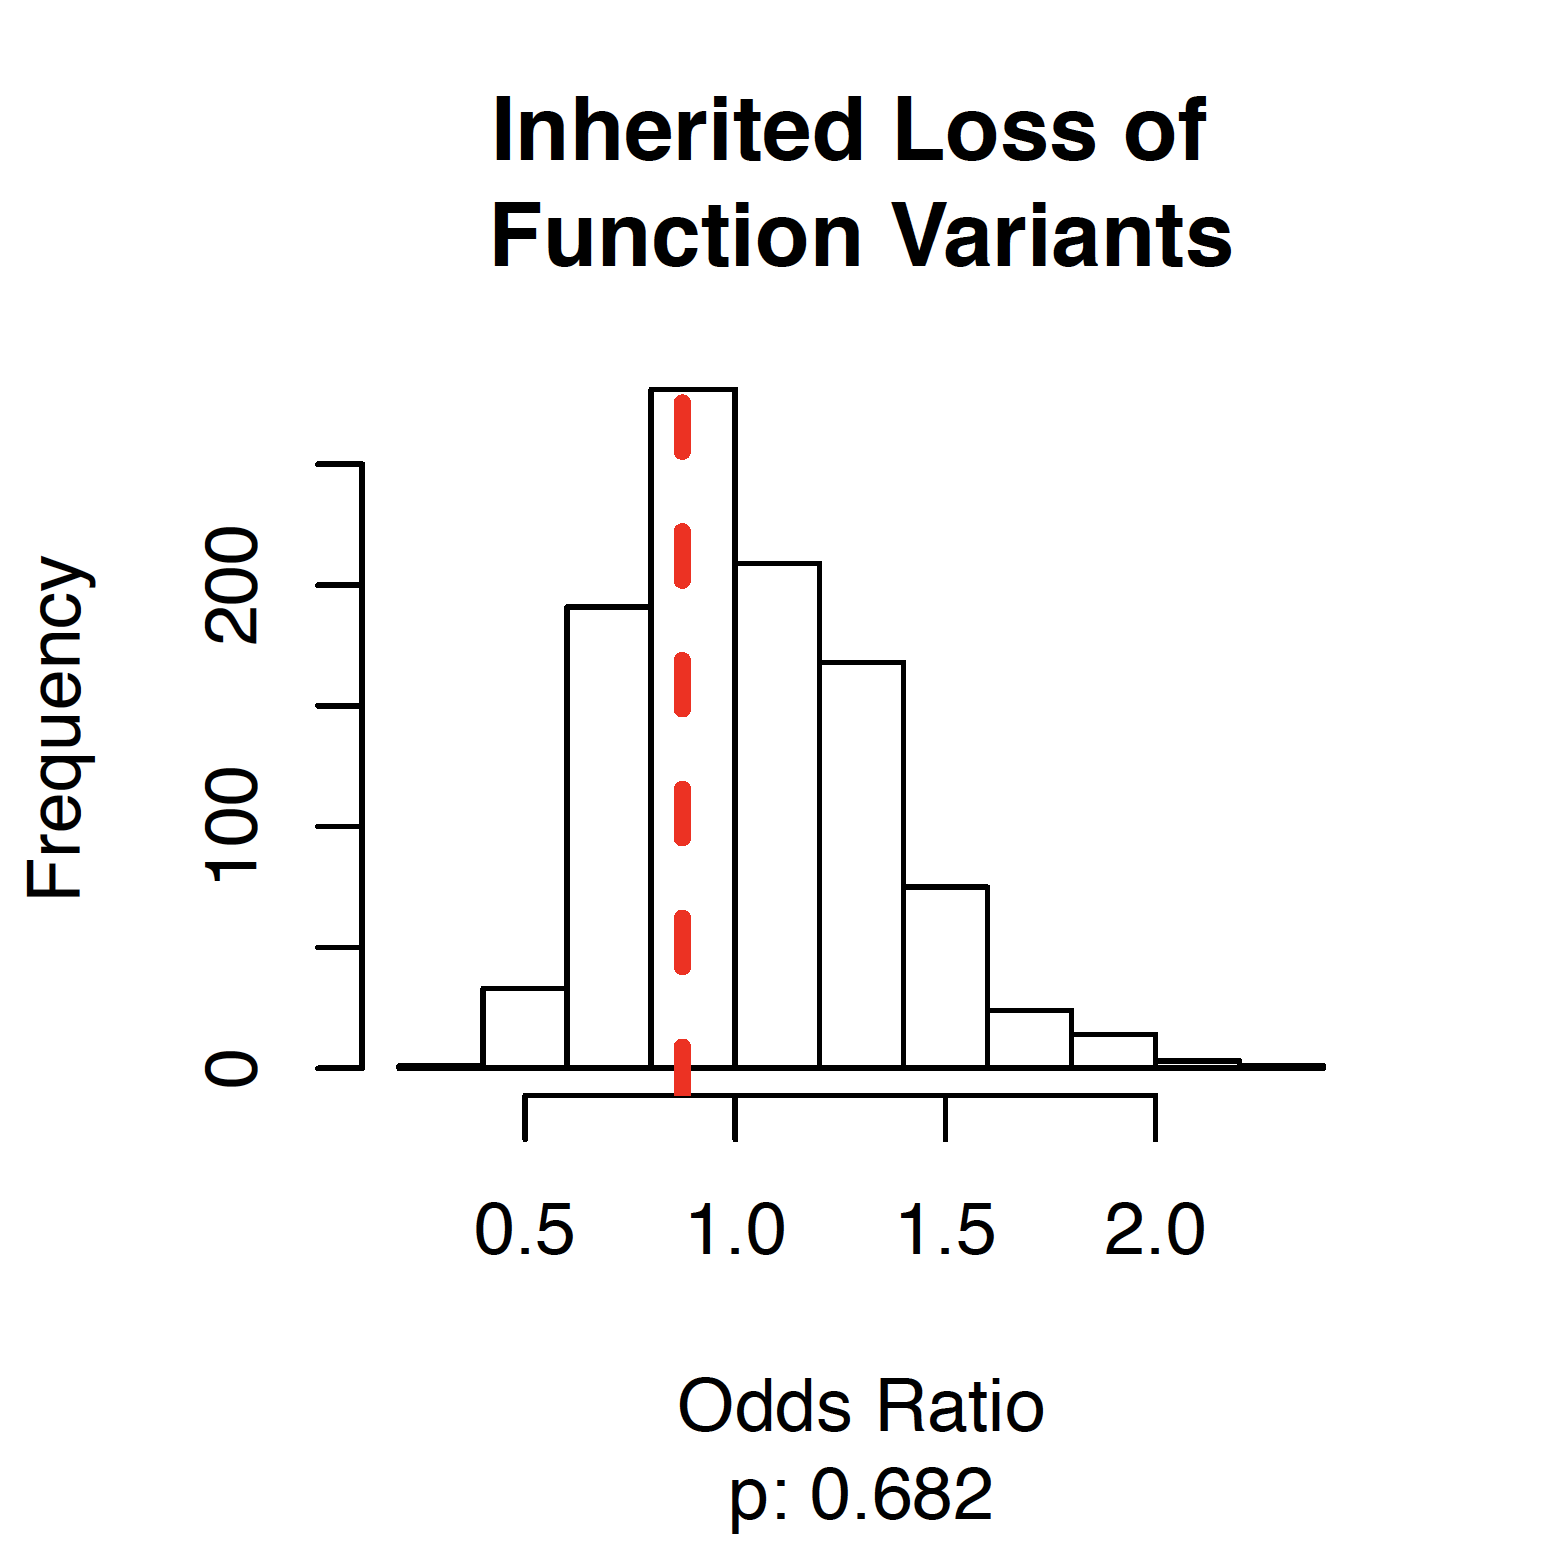 Inherited Loss of
Function Variants
Frequency
200
100
0
0.5 1.0 1.5 2.0
Odds Ratio
p: 0.682